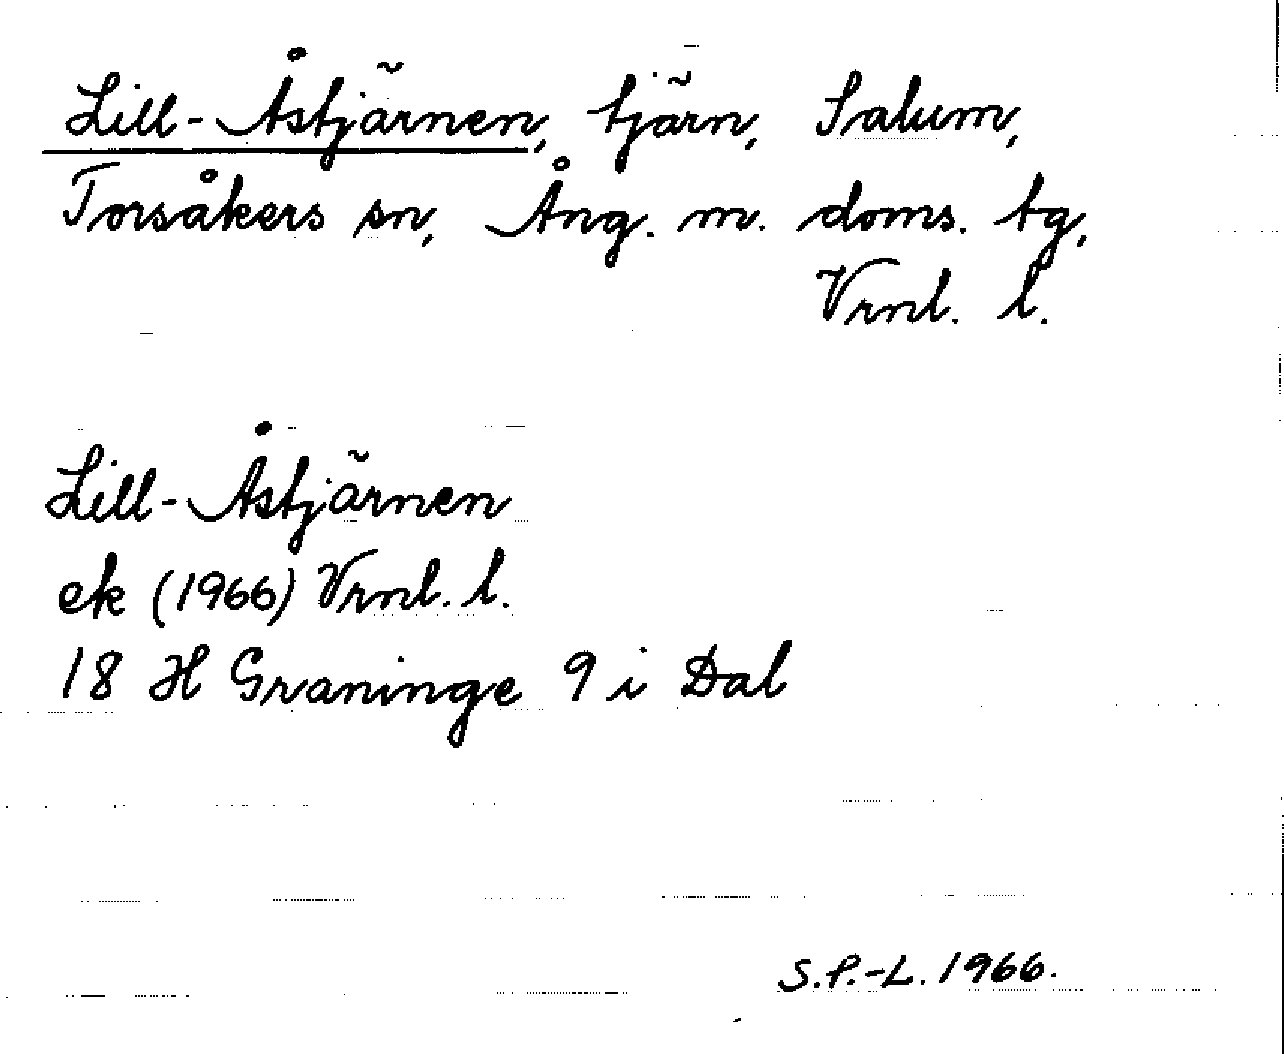 Lill-Åstjärnen, tjärn, Salum,
Torsåkers sn, Ång. m. doms. tg,
Vrnl. l.
Lill-Åstjärnen
ek (1966) Vrnl. l.
18 H Graninge 9 i Dal
S.P.-L. 1966.